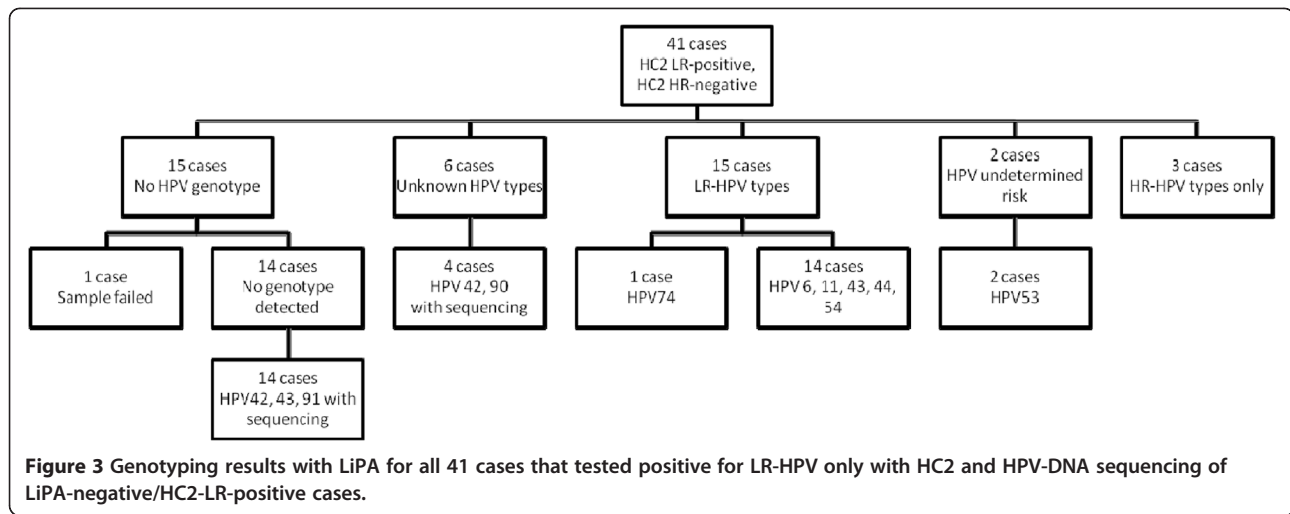 41 cases
HC2 LR-positive,
HC2 HR-negative
15 cases
No HPV genotype
6 cases
Unknown HPV types
15 cases
LR-HPV types
2 cases
HPV undetermined
risk
3 cases
HR-HPV types only
1 case
Sample failed
14 cases
No genotype
detected
4 cases
HPV 42, 90
with sequencing
1 case
HPV74
14 cases
HPV 6, 11, 43, 44,
54
2 cases
HPV53
14 cases
HPV42, 43, 91 with
sequencing
Figure 3 Genotyping results with LiPA for all 41 cases that tested positive for LR-HPV only with HC2 and HPV-DNA sequencing of
LiPA-negative/HC2-LR-positive cases.